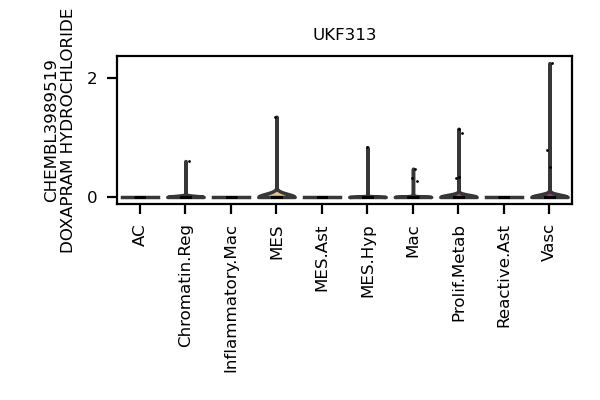 UKF313
CHEMBL3989519
DOXAPRAM HYDROCHLORIDE
2
0
AC
Chromatin.Reg
Inflammatory.Mac
MES
MES.Ast
MES.Hyp
Mac
Prolif.Metab
Reactive.Ast
Vasc